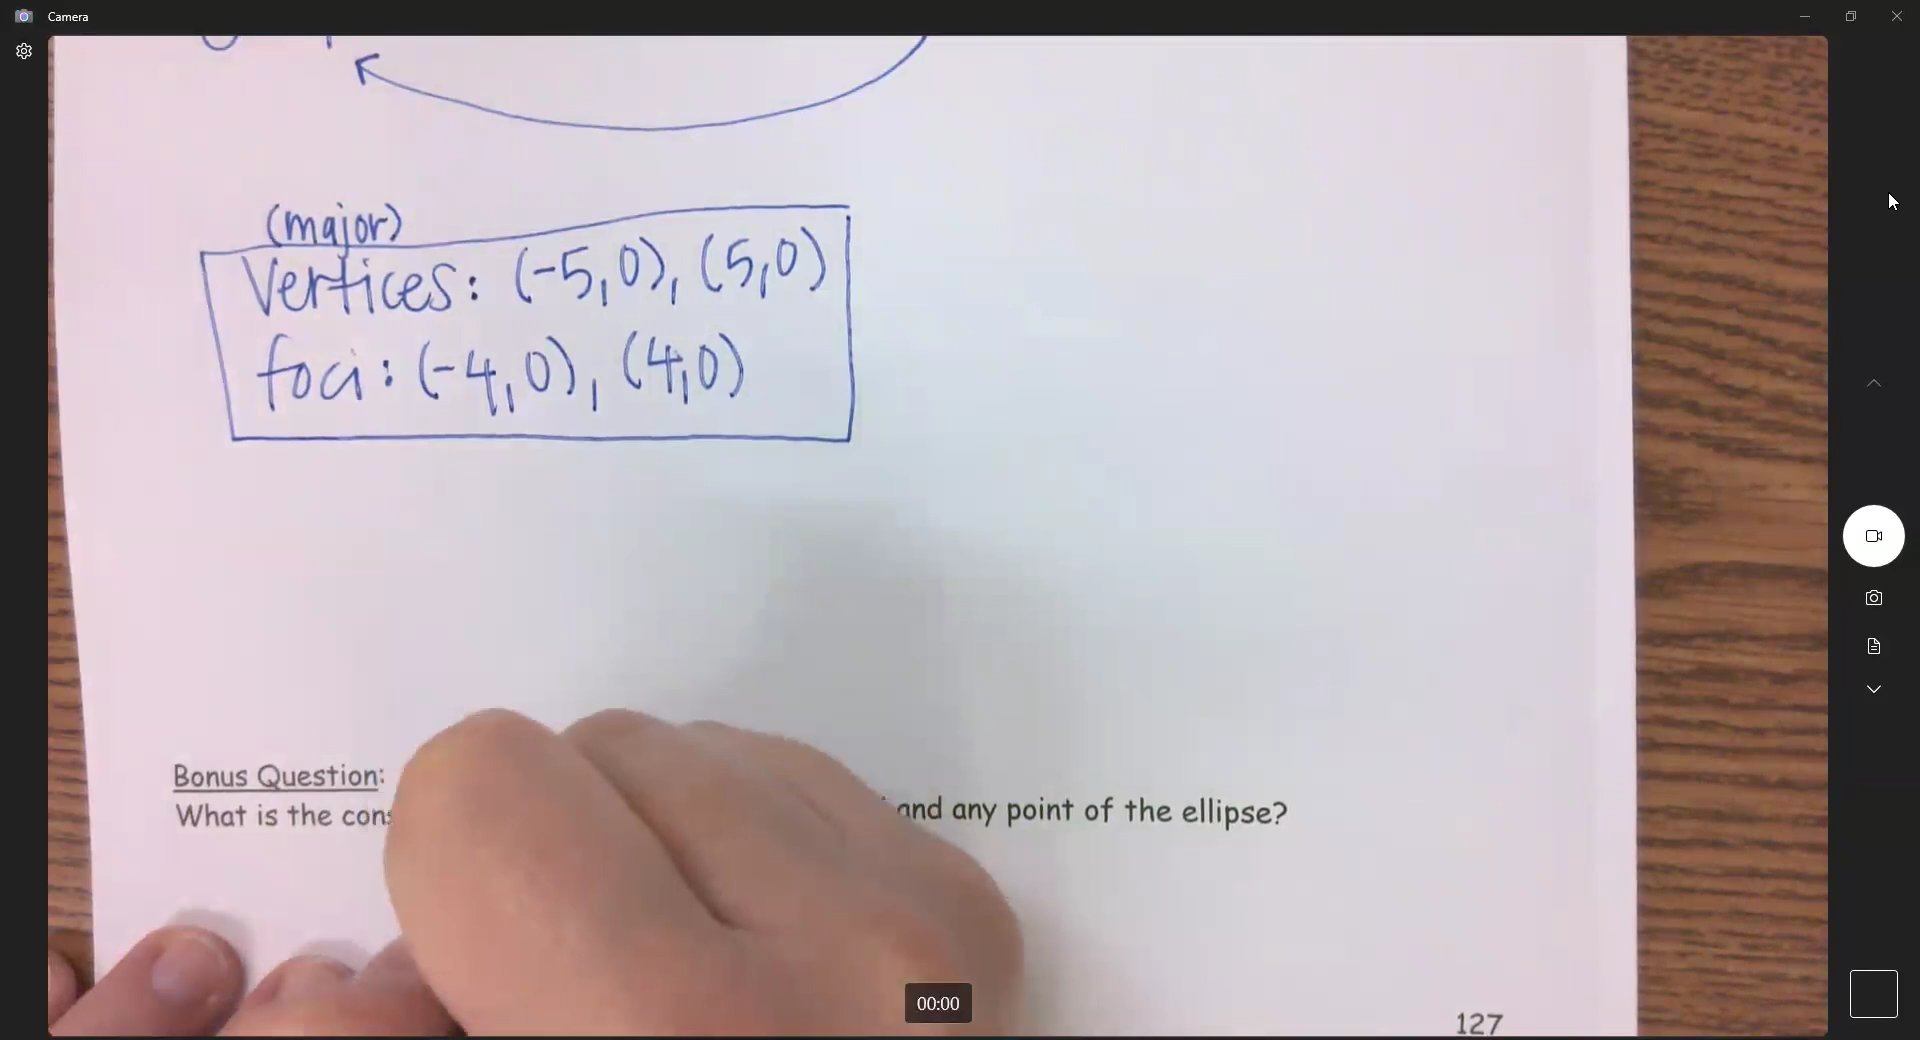 Camera
(major)
Vertices: (-5,0), (5,0)
foci: (-4,0), (4,0)
Bonus Question:
What is the and any point of the ellipse?
00:00
127